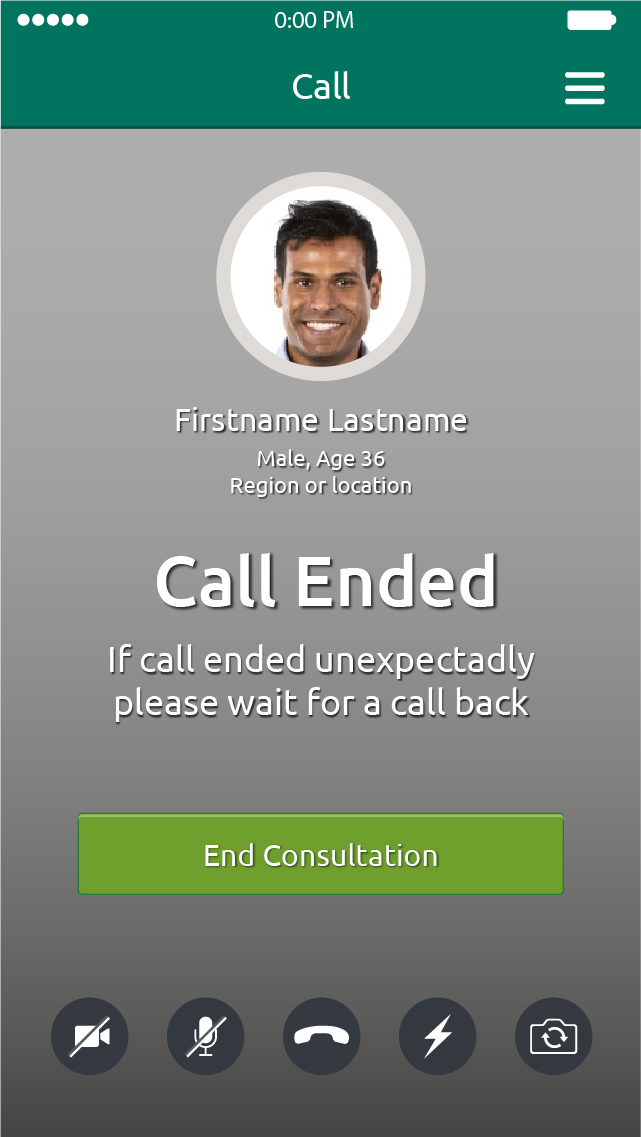 0:00 PM
Call
Firstname Lastname
Male, Age 36
Region or location
Call Ended
If call ended unexpectadly
please wait for a call back
End Consultation